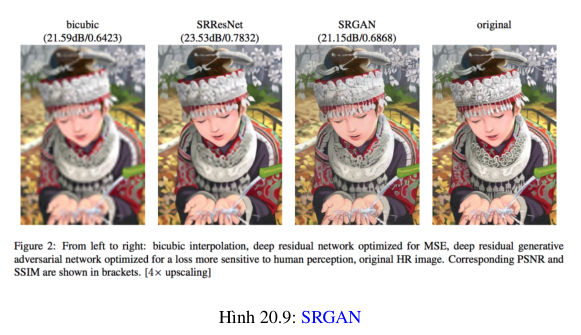 bicubic SRResNet SRGAN original
(21.59dB/0.6423) (23.53dB/0.7832) (21.15dB/0.6868)
Figure 2: From left to right: bicubic interpolation, deep residual network optimized for MSE, deep residual generative
adversarial network optimized for a loss more sensitive to human perception, original HR image. Corresponding PSNR and
SSIM are shown in brackets. [4× upscaling]
Hình 20.9: SRGAN